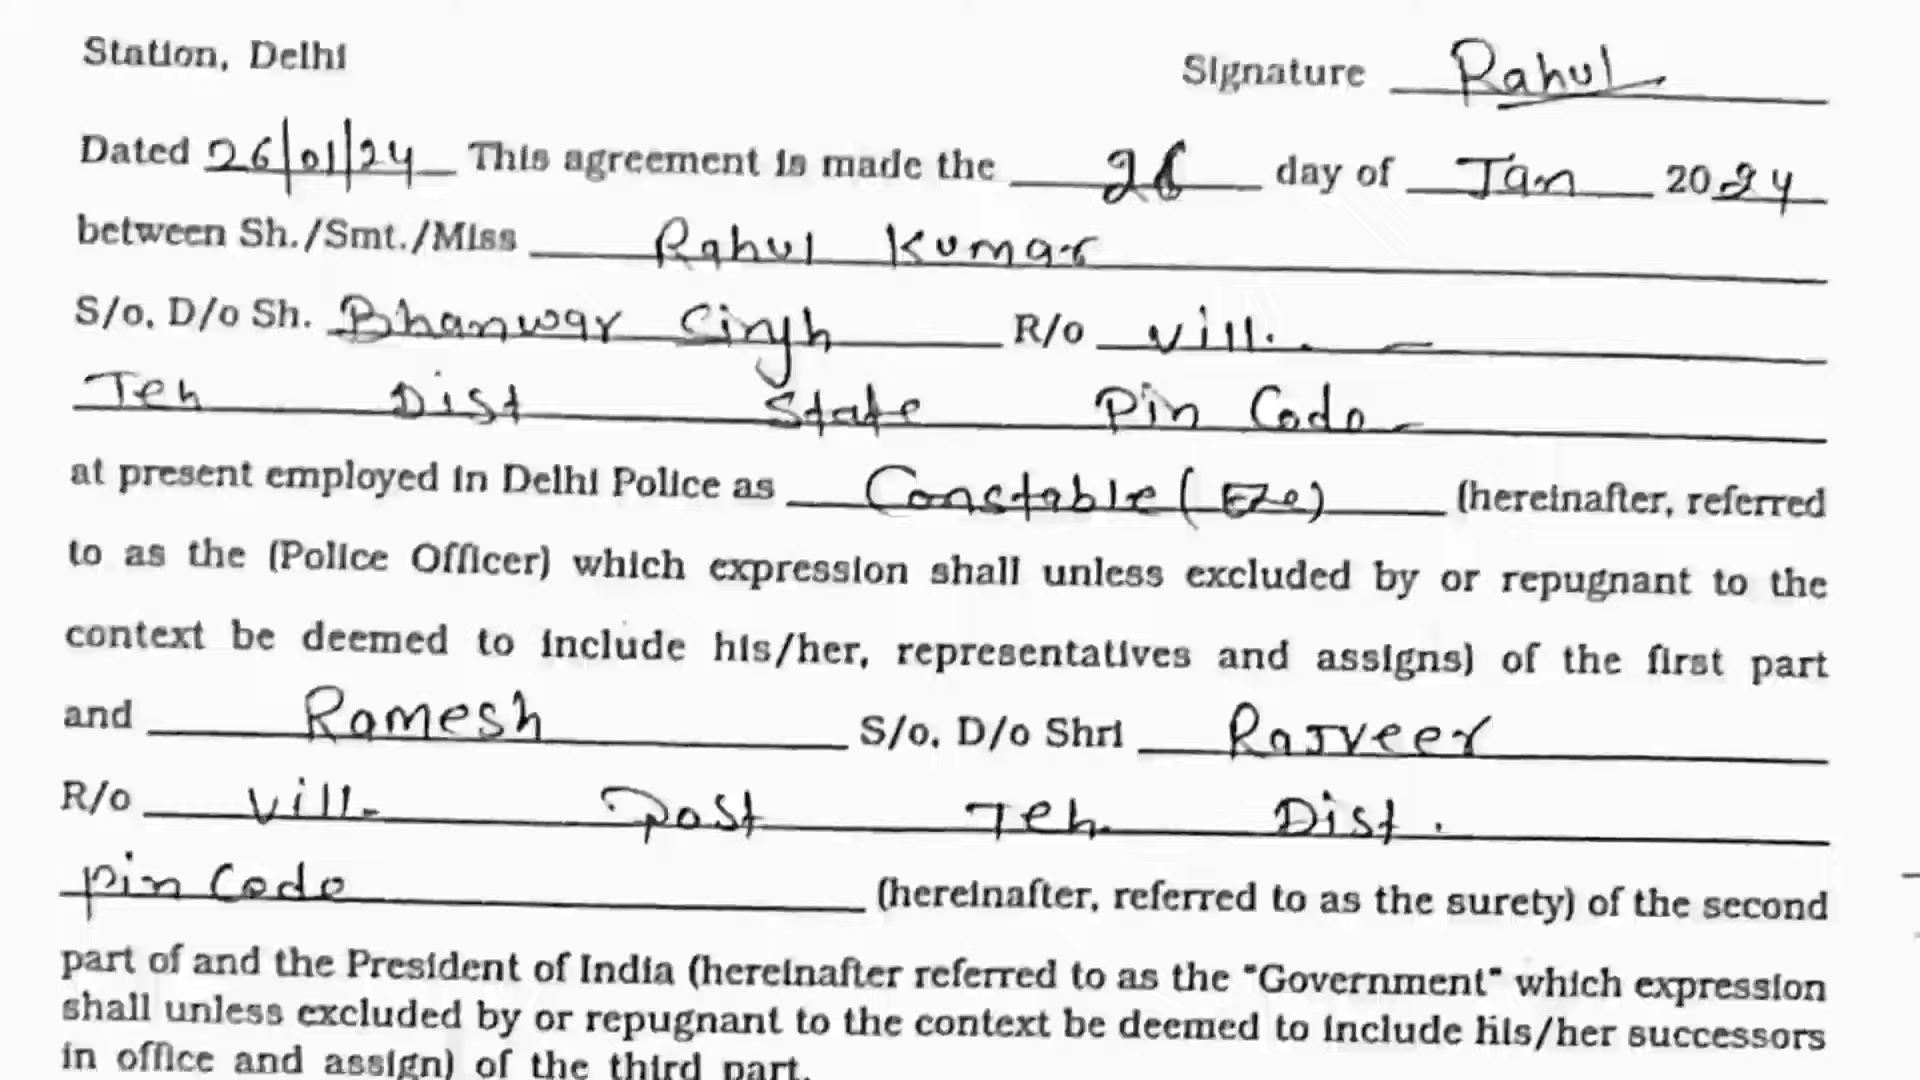 Station, Delhi Signature Rahul
Dated 26/01/24 This agreement is made the 26 day of Jan 2024
between Sh./Smt./Miss Rahul Kumar
S/o, D/o Sh. Bhanwar Singh R/o Vill.
Teh Dist State Pin Code
at present employed in Delhi Police as Constable (Exe) (hereinafter, referred
to as the (Police Officer) which expression shall unless excluded by or repugnant to the
context be deemed to include his/her, representatives and assigns) of the first part
and Ramesh S/o, D/o Shri Rajveer
R/o Vill. Post Teh. Dist.
Pin Code (hereinafter, referred to as the surety) of the second
part of and the President of India (hereinafter referred to as the "Government" which expression
shall unless excluded by or repugnant to the context be deemed to include his/her successors
in office and assign) of the third part.